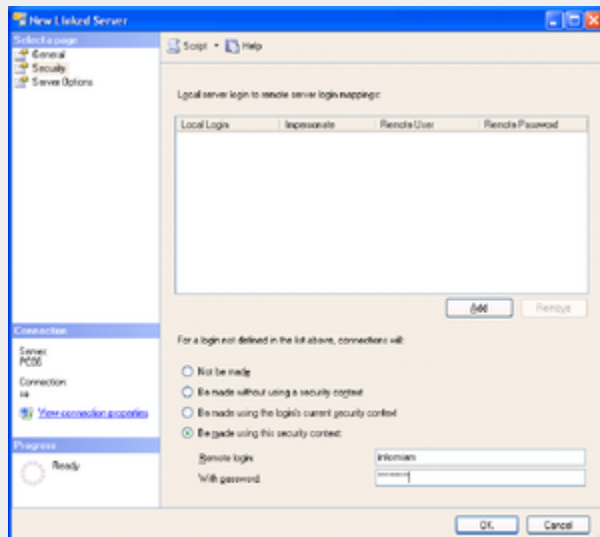 New Linked Server
Select a page
General
Security
Server Options
Script Help
Local server login to remote server login mappings:
Local Login Impersonate Remote User Remote Password
Add Remove
For a login not defined in the list above, connections will:
Not be made
Be made without using a security context
Be made using the login's current security context
Be made using this security context:
Remote login:
With password:
Connection
Server:
PC06
Connection:
sa
View connection properties
Progress
Ready
OK Cancel